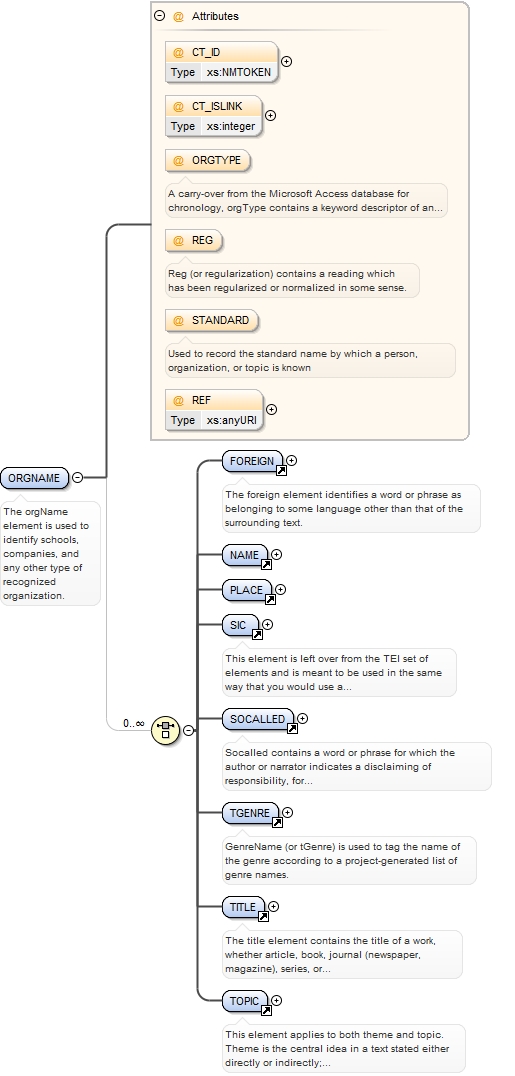 Attributes
@ CT_ID
Type xs:NMTOKEN
@ CT_ISLINK
Type xs:integer
@ ORGTYPE
A carry-over from the Microsoft Access database for
chronology, orgType contains a keyword descriptor of an...
@ REG
Reg (or regularization) contains a reading which
has been regularized or normalized in some sense.
@ STANDARD
Used to record the standard name by which a person,
organization, or topic is known
@ REF
Type xs:anyURI
ORGNAME
The orgName
element is used to
identify schools,
companies, and
any other type of
recognized
organization.
FOREIGN
The foreign element identifies a word or phrase as
belonging to some language other than that of the
surrounding text.
NAME
PLACE
SIC
This element is left over from the TEI set of
elements and is meant to be used in the same
way that you would use a...
0..∞
SOCALLED
Socalled contains a word or phrase for which the
author or narrator indicates a disclaiming of
responsibility, for...
TGENRE
GenreName (or tGenre) is used to tag the name of
the genre according to a project-generated list of
genre names.
TITLE
The title element contains the title of a work,
whether article, book, journal (newspaper,
magazine), series, or...
TOPIC
This element applies to both theme and topic.
Theme is the central idea in a text stated either
directly or indirectly;...